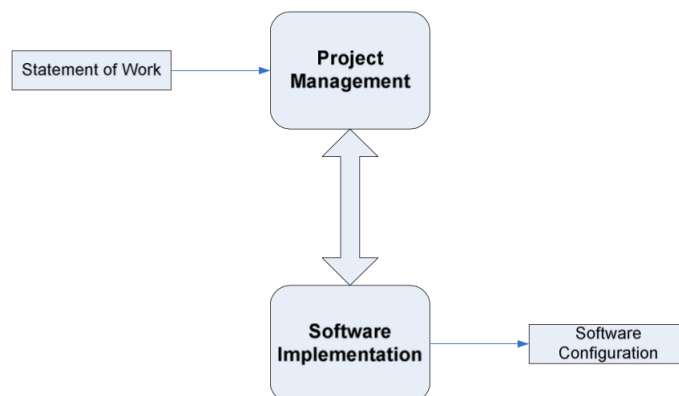 Statement of Work
Project
Management
Software
Implementation
Software
Configuration